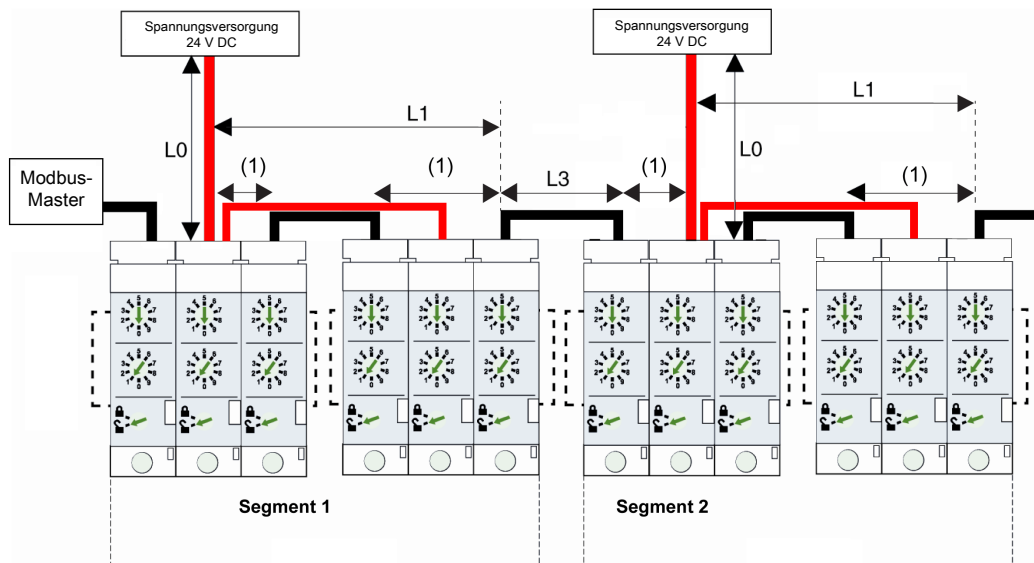 Spannungsversorgung
24 V DC
Spannungsversorgung
24 V DC
L1
L1
L0
L0
(1)
(1)
L3
(1)
(1)
Modbus-
Master
Segment 1
Segment 2